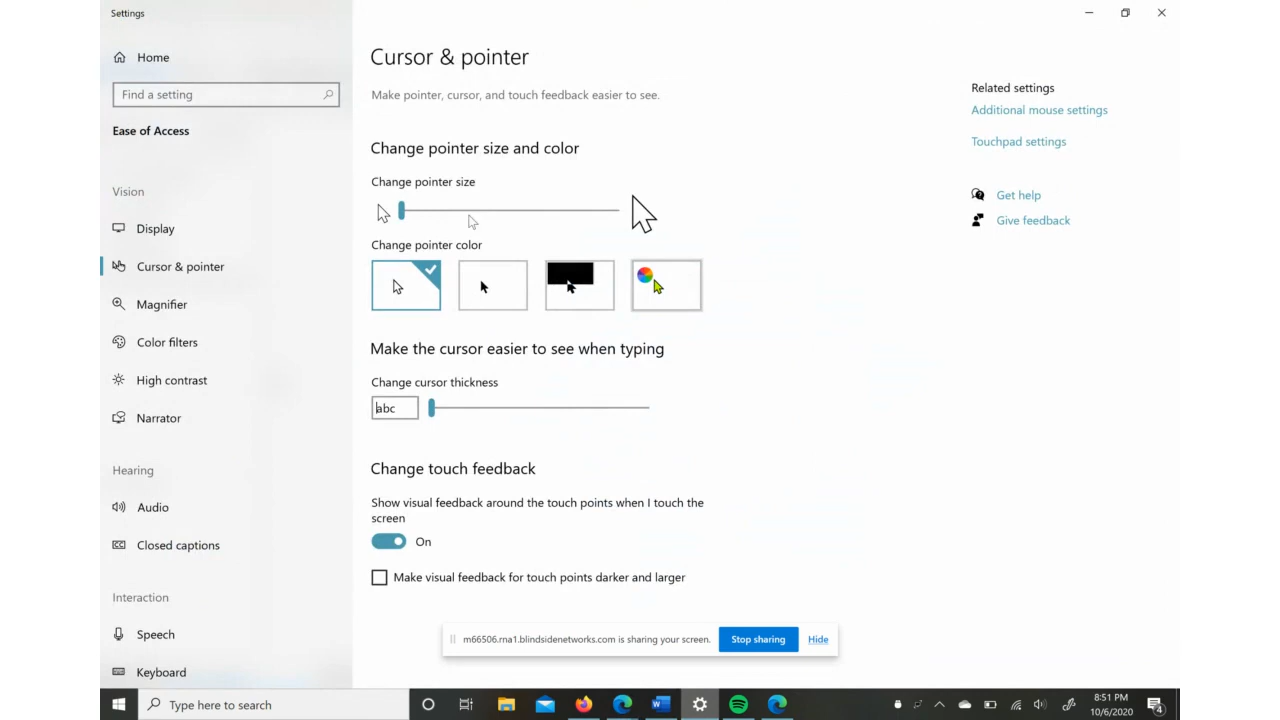 Settings
Home
Find a setting
Ease of Access
Vision
Display
Cursor & pointer
Magnifier
Color filters
High contrast
Narrator
Hearing
Audio
Closed captions
Interaction
Speech
Keyboard
Cursor & pointer
Make pointer, cursor, and touch feedback easier to see.
Change pointer size and color
Change pointer size
Change pointer color
Make the cursor easier to see when typing
Change cursor thickness
abc
Change touch feedback
Show visual feedback around the touch points when I touch the
screen
On
Make visual feedback for touch points darker and larger
Related settings
Additional mouse settings
Touchpad settings
Get help
Give feedback
m66506.rna1.blindsidenetworks.com is sharing your screen. Stop sharing Hide
Type here to search
8:51 PM
10/6/2020
4